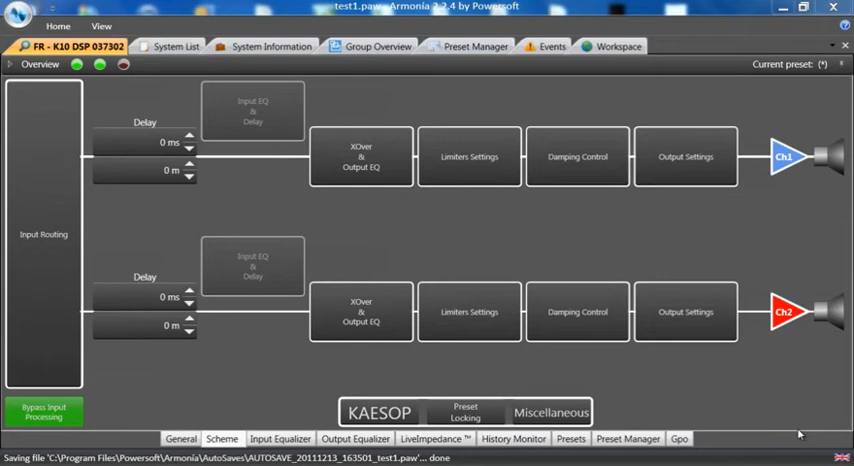 test1.paw - Armonía 2.2.4 by Powersoft
Home View
FR - K10 DSP 037302 System List System Information Group Overview Preset Manager Events Workspace
Overview Current preset: (*)
Input Routing
Delay
0 ms
0 m
Input EQ
&
Delay
XOver
&
Output EQ
Limiters Settings
Damping Control
Output Settings
Ch1
Delay
0 ms
0 m
Input EQ
&
Delay
XOver
&
Output EQ
Limiters Settings
Damping Control
Output Settings
Ch2
Bypass Input
Processing
KAESOP
Preset
Locking
Miscellaneous
General Scheme Input Equalizer Output Equalizer LiveImpedance ™ History Monitor Presets Preset Manager Gpo
Saving file 'C:\Program Files\Powersoft\Armonía\AutoSaves\AUTOSAVE_20111213_163501_test1.paw'... done